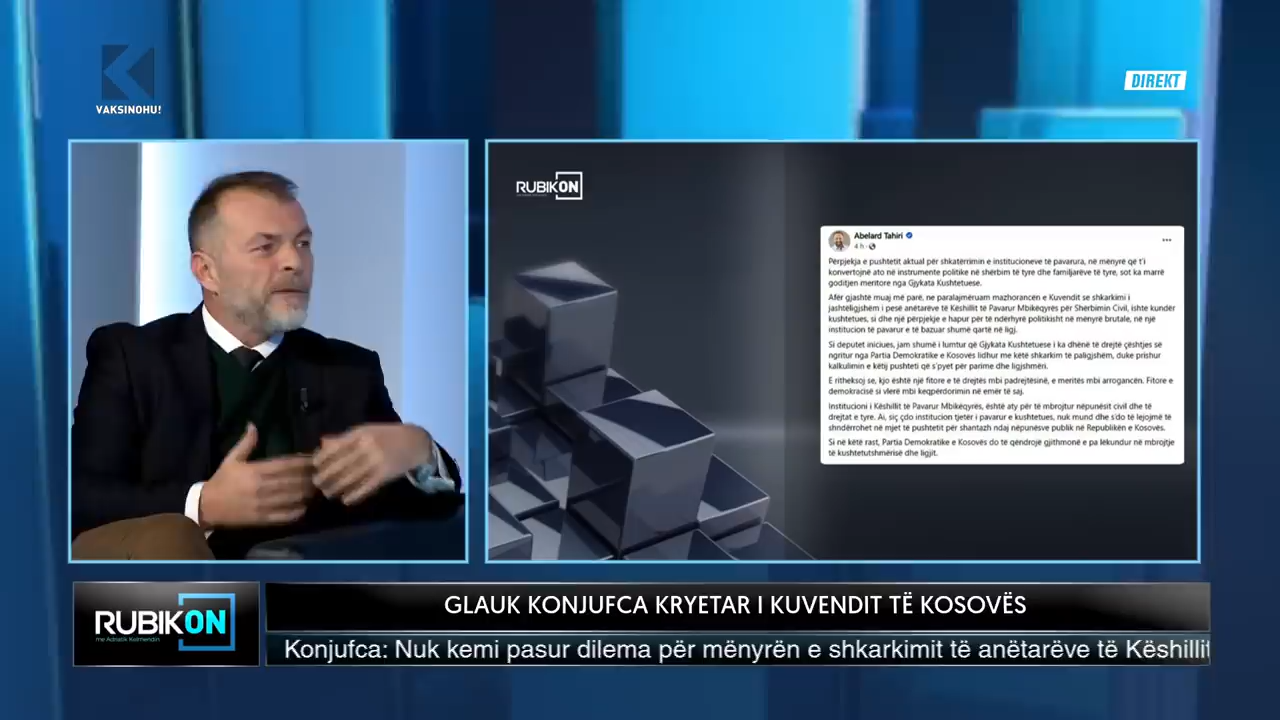 VAKSINOHU!
DIREKT
RUBIKON
Abelard Tahiri
4 h
Përpjekja e pushtetit aktual për shkatërrimin e institucioneve të pavarura, në mënyrë që t'i
konvertojnë ato në instrumente politike në shërbim të tyre dhe familjarëve të tyre, sot ka marrë
goditjen meritore nga Gjykata Kushtetuese.
Afër gjashtë muaj më parë, ne paralajmëruam mazhorancën e Kuvendit se shkarkimi i
jashtëligjshëm i pesë anëtarëve të Këshillit të Pavarur Mbikëqyrës për Shërbimin Civil, ishte kundër
kushtetues, si dhe një përpjekje e hapur për të ndërhyrë politikisht në mënyrë brutale, në një
institucion të pavarur e të bazuar shumë qartë në ligj.
Si deputet iniciues, jam shumë i lumtur që Gjykata Kushtetuese i ka dhënë të drejtë çështjes së
ngritur nga Partia Demokratike e Kosovës lidhur me këtë shkarkim të paligjshëm, duke prishur
kalkulimin e këtij pushteti që s'pyet për parime dhe ligjshmëri.
E ritheksoj se, kjo është një fitore e të drejtës mbi padrejtësinë, e meritës mbi arrogancën. Fitore e
demokracisë si vlerë mbi keqpërdorimin në emër të saj.
Institucioni i Këshillit të Pavarur Mbikëqyrës, është aty për të mbrojtur nëpunësit civil dhe të
drejtat e tyre. Ai, siç çdo institucion tjetër i pavarur e kushtetues, nuk mund dhe s'do të lejojmë të
shndërrohet në mjet të pushtetit për shantazh ndaj nëpunësve publik në Republikën e Kosovës.
Si në këtë rast, Partia Demokratike e Kosovës do të qëndrojë gjithmonë e pa lëkundur në mbrojtje
të kushtetutshmërisë dhe ligjit.
RUBIKON
me Adriatik Kelmendin
GLAUK KONJUFCA KRYETAR I KUVENDIT TË KOSOVËS
Konjufca: Nuk kemi pasur dilema për mënyrën e shkarkimit të anëtarëve të Këshillit